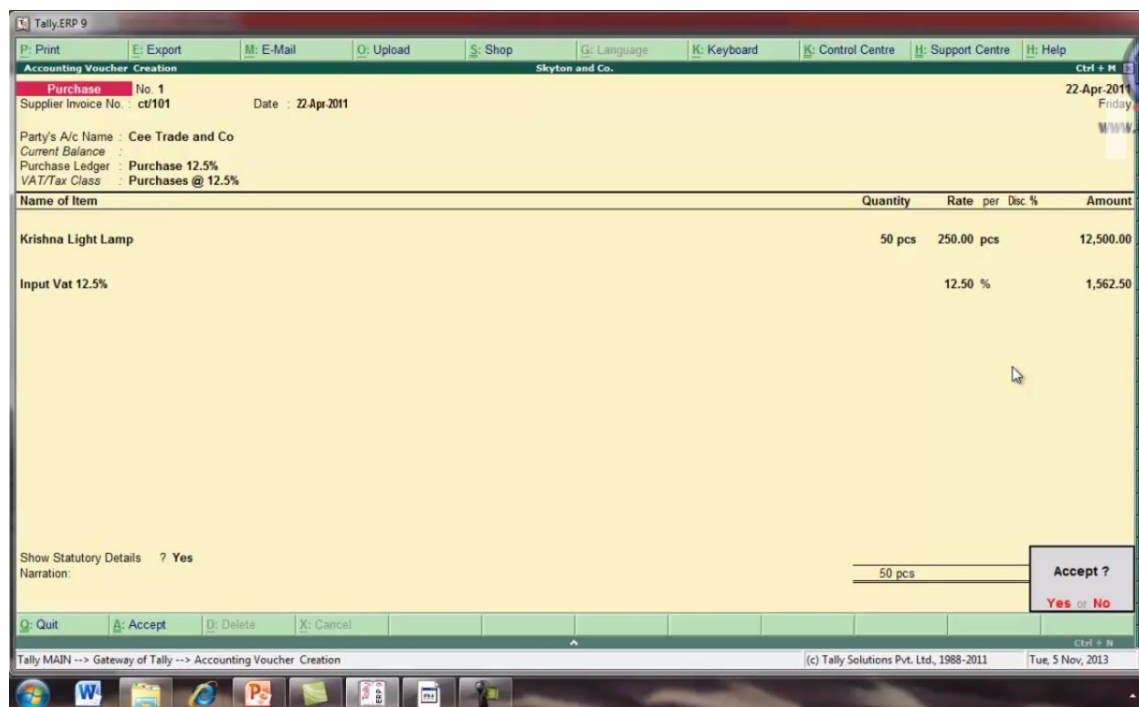 Tally.ERP 9
P: Print E: Export M: E-Mail O: Upload S: Shop G: Language K: Keyboard K: Control Centre H: Support Centre H: Help
Accounting Voucher Creation Skyton and Co. Ctrl + M
Purchase No. 1 22-Apr-2011
Supplier Invoice No. : ct/101 Date : 22-Apr-2011 Friday
www.
Party's A/c Name : Cee Trade and Co
Current Balance :
Purchase Ledger : Purchase 12.5%
VAT/Tax Class : Purchases @ 12.5%
Name of Item Quantity Rate per Disc. % Amount
Krishna Light Lamp 50 pcs 250.00 pcs 12,500.00
Input Vat 12.5% 12.50 % 1,562.50
Show Statutory Details ? Yes
Narration: 50 pcs Accept ?
Yes or No
Q: Quit A: Accept D: Delete X: Cancel
Ctrl + N
Tally MAIN --> Gateway of Tally --> Accounting Voucher Creation (c) Tally Solutions Pvt. Ltd., 1988-2011 Tue, 5 Nov, 2013